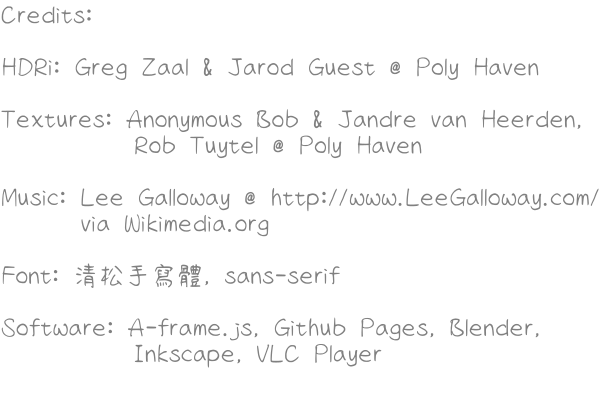 Credits:
HDRi: Greg Zaal & Jarod Guest @ Poly Haven
Textures: Anonymous Bob & Jandre van Heerden,
Rob Tuytel @ Poly Haven
Music: Lee Galloway @ http://www.LeeGalloway.com/
via Wikimedia.org
Font: 清松手寫體, sans-serif
Software: A-frame.js, Github Pages, Blender,
Inkscape, VLC Player